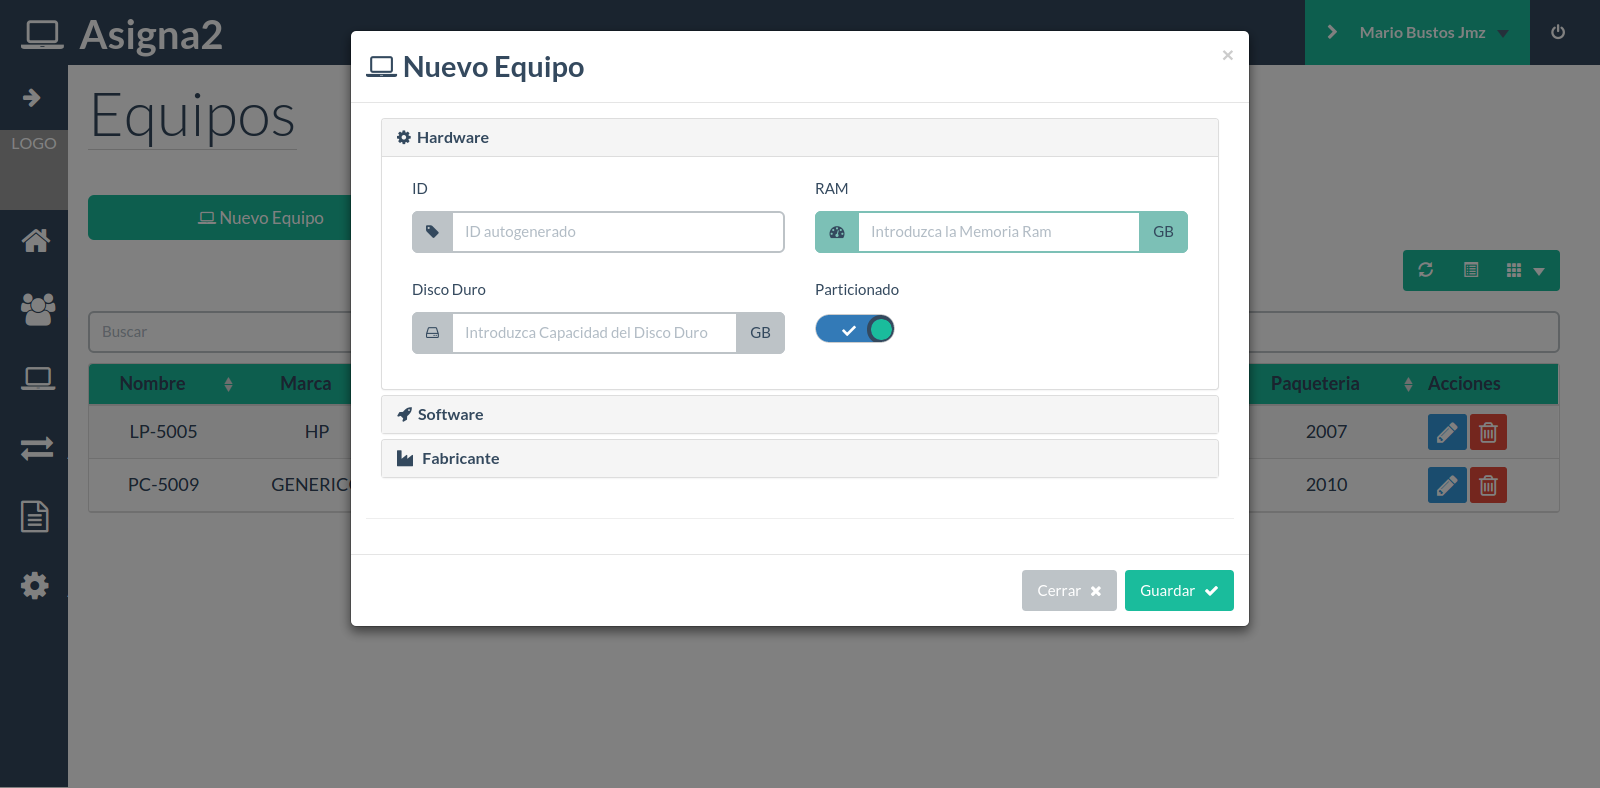 Asigna2
Mario Bustos Jmz
Nuevo Equipo
×
Equipos
LOGO
Hardware
ID
RAM
Nuevo Equipo
ID autogenerado
Introduzca la Memoria Ram
GB
Disco Duro
Particionado
Buscar
Introduzca Capacidad del Disco Duro
GB
Nombre
Marca
Paqueteria
Acciones
Software
LP-5005
HP
2007
Fabricante
PC-5009
GENERICO
2010
Cerrar
Guardar